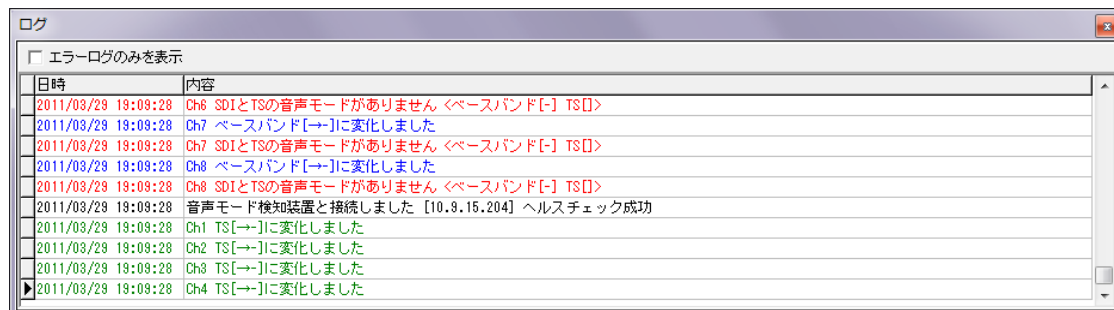 ログ
エラーログのみを表示
日時 内容
2011/03/29 19:09:28 Ch6 SDIとTSの音声モードがありません <ベースバンド[-] TS[]>
2011/03/29 19:09:28 Ch7 ベースバンド[→-]に変化しました
2011/03/29 19:09:28 Ch7 SDIとTSの音声モードがありません <ベースバンド[-] TS[]>
2011/03/29 19:09:28 Ch8 ベースバンド[→-]に変化しました
2011/03/29 19:09:28 Ch8 SDIとTSの音声モードがありません <ベースバンド[-] TS[]>
2011/03/29 19:09:28 音声モード検知装置と接続しました [10.9.15.204] ヘルスチェック成功
2011/03/29 19:09:28 Ch1 TS[→-]に変化しました
2011/03/29 19:09:28 Ch2 TS[→-]に変化しました
2011/03/29 19:09:28 Ch3 TS[→-]に変化しました
2011/03/29 19:09:28 Ch4 TS[→-]に変化しました